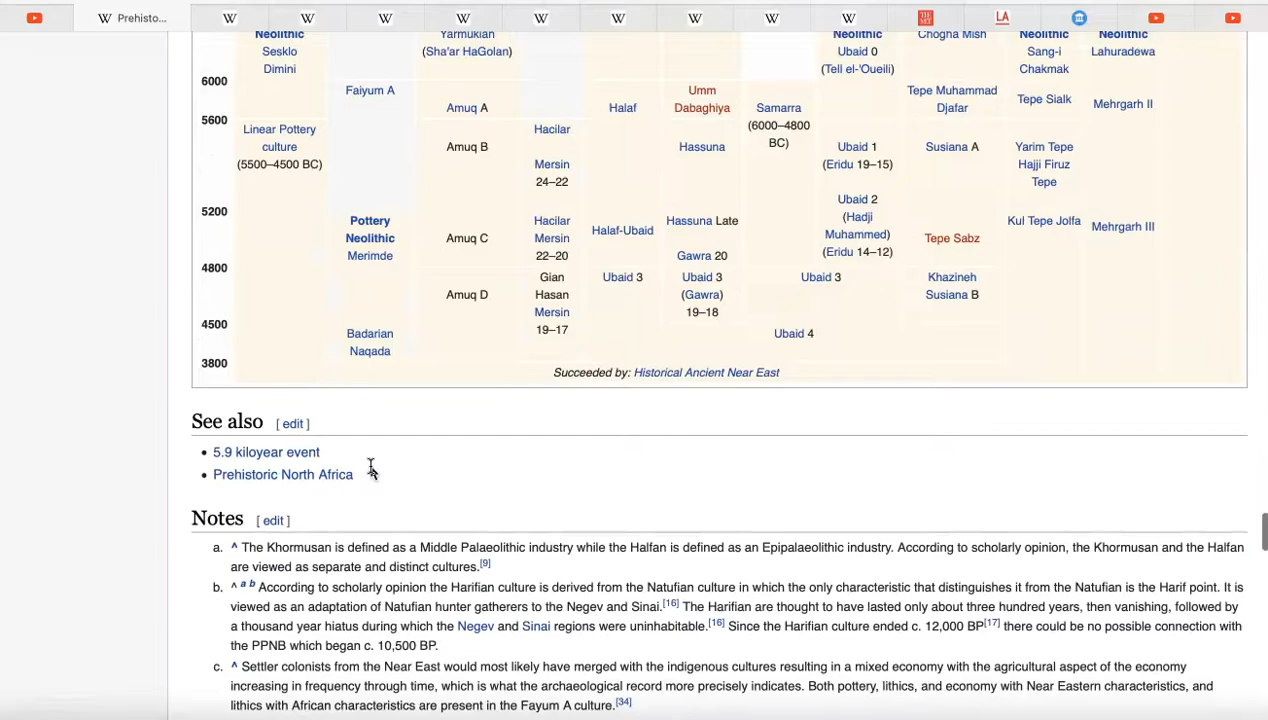 Prehisto...
Neolithic
Sesklo
Dimini
Yarmukian
(Sha'ar HaGolan)
Neolithic
Ubaid 0
(Tell el-'Oueili)
Chogha Mish
Neolithic
Sang-i
Chakmak
Neolithic
Lahuradewa
6000
Faiyum A
Amuq A
Halaf
Umm
Dabaghiya
Samarra
(6000–4800
BC)
Tepe Muhammad
Djafar
Tepe Sialk
Mehrgarh II
5600
Linear Pottery
culture
(5500–4500 BC)
Amuq B
Hacilar
Mersin
24–22
Hassuna
Ubaid 1
(Eridu 19–15)
Susiana A
Yarim Tepe
Hajji Firuz
Tepe
5200
Pottery
Neolithic
Merimde
Amuq C
Hacilar
Mersin
22–20
Halaf-Ubaid
Hassuna Late
Gawra 20
Ubaid 2
(Hadji
Muhammed)
(Eridu 14–12)
Tepe Sabz
Kul Tepe Jolfa
Mehrgarh III
4800
Amuq D
Gian
Hasan
Mersin
19–17
Ubaid 3
Ubaid 3
(Gawra)
19–18
Ubaid 3
Khazineh
Susiana B
4500
Badarian
Naqada
Ubaid 4
3800
Succeeded by: Historical Ancient Near East
See also [ edit ]
• 5.9 kiloyear event
• Prehistoric North Africa
Notes [ edit ]
a. ^ The Khormusan is defined as a Middle Palaeolithic industry while the Halfan is defined as an Epipalaeolithic industry. According to scholarly opinion, the Khormusan and the Halfan
are viewed as separate and distinct cultures.[9]
b. ^ a b According to scholarly opinion the Harifian culture is derived from the Natufian culture in which the only characteristic that distinguishes it from the Natufian is the Harif point. It is
viewed as an adaptation of Natufian hunter gatherers to the Negev and Sinai.[16] The Harifian are thought to have lasted only about three hundred years, then vanishing, followed by
a thousand year hiatus during which the Negev and Sinai regions were uninhabitable.[16] Since the Harifian culture ended c. 12,000 BP[17] there could be no possible connection with
the PPNB which began c. 10,500 BP.
c. ^ Settler colonists from the Near East would most likely have merged with the indigenous cultures resulting in a mixed economy with the agricultural aspect of the economy
increasing in frequency through time, which is what the archaeological record more precisely indicates. Both pottery, lithics, and economy with Near Eastern characteristics, and
lithics with African characteristics are present in the Fayum A culture.[34]